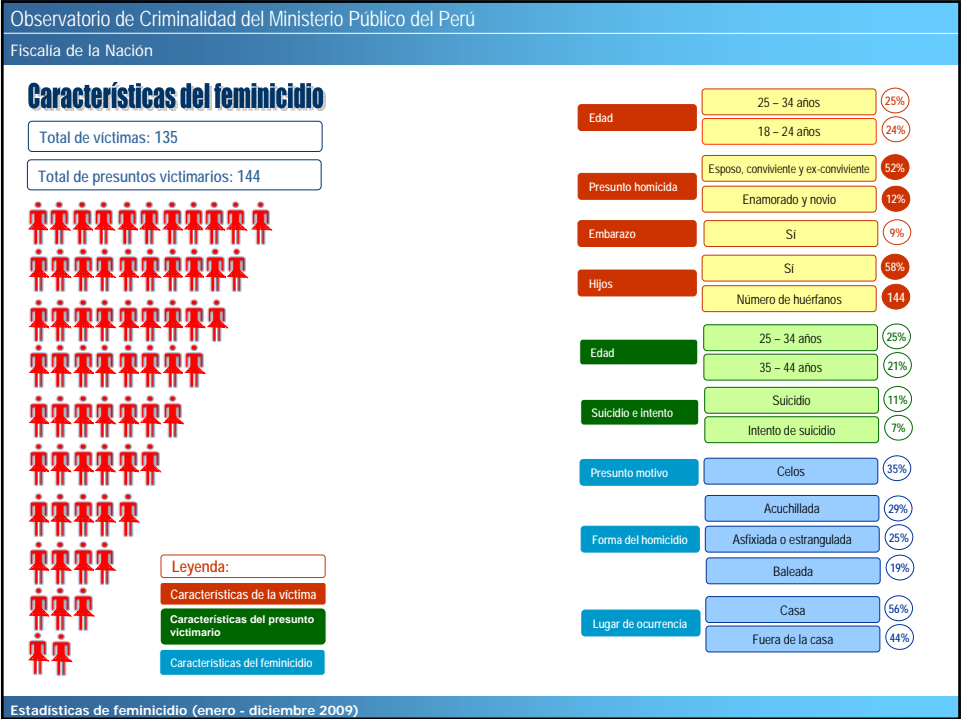 Observatorio de Criminalidad del Ministerio Público del Perú
Fiscalía de la Nación
Características del feminicidio
Total de víctimas: 135
Total de presuntos victimarios: 144
Leyenda:
Características de la víctima
Características del presunto
victimario
Características del feminicidio
Edad
25 – 34 años
25%
18 – 24 años
24%
Presunto homicida
Esposo, conviviente y ex-conviviente
52%
Enamorado y novio
12%
Embarazo
Sí
9%
Hijos
Sí
58%
Número de huérfanos
144
Edad
25 – 34 años
25%
35 – 44 años
21%
Suicidio e intento
Suicidio
11%
Intento de suicidio
7%
Presunto motivo
Celos
35%
Forma del homicidio
Acuchillada
29%
Asfixiada o estrangulada
25%
Baleada
19%
Lugar de ocurrencia
Casa
56%
Fuera de la casa
44%
Estadísticas de feminicidio (enero - diciembre 2009)